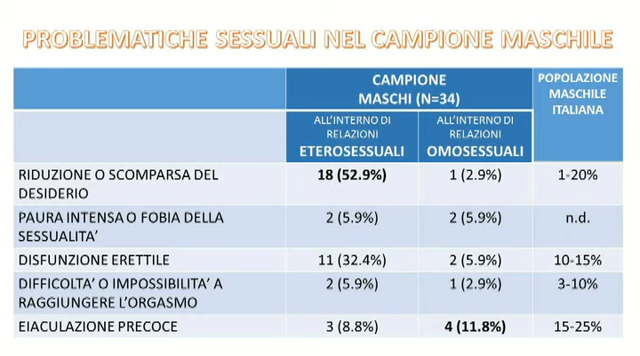 PROBLEMATICHE SESSUALI NEL CAMPIONE MASCHILE
CAMPIONE
MASCHI (N=34)
POPOLAZIONE
MASCHILE
ITALIANA
ALL'INTERNO DI
RELAZIONI
ETEROSESSUALI
ALL'INTERNO DI
RELAZIONI
OMOSESSUALI
RIDUZIONE O SCOMPARSA DEL
DESIDERIO
18 (52.9%)
1 (2.9%)
1-20%
PAURA INTENSA O FOBIA DELLA
SESSUALITA'
2 (5.9%)
2 (5.9%)
n.d.
DISFUNZIONE ERETTILE
11 (32.4%)
2 (5.9%)
10-15%
DIFFICOLTA' O IMPOSSIBILITA' A
RAGGIUNGERE L'ORGASMO
2 (5.9%)
1 (2.9%)
3-10%
EIACULAZIONE PRECOCE
3 (8.8%)
4 (11.8%)
15-25%